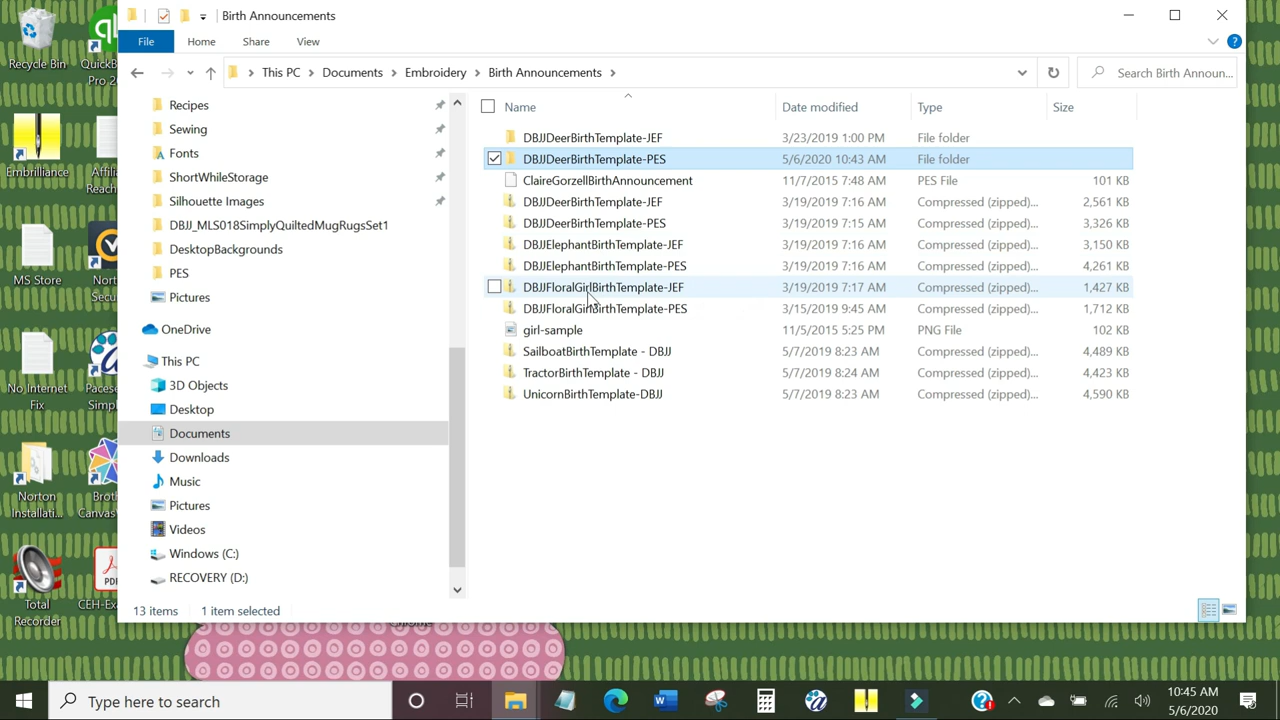 Birth Announcements
File Home Share View
This PC Documents Embroidery Birth Announcements
Search Birth Announ...
Recycle Bin
QuickB
Pro 20
Embrilliance
Affilia
Reach
MS Store
Nort
Secu
No Internet
Fix
Pacese
Simpl
Norton
Installati...
Broth
Canvas
Total
Recorder
PDF
CEH-Exa
Recipes
Sewing
Fonts
ShortWhileStorage
Silhouette Images
DBJJ_MLS018SimplyQuiltedMugRugsSet1
DesktopBackgrounds
PES
Pictures
OneDrive
This PC
3D Objects
Desktop
Documents
Downloads
Music
Pictures
Videos
Windows (C:)
RECOVERY (D:)
Name Date modified Type Size
DBJJDeerBirthTemplate-JEF 3/23/2019 1:00 PM File folder
DBJJDeerBirthTemplate-PES 5/6/2020 10:43 AM File folder
ClaireGorzellBirthAnnouncement 11/7/2015 7:48 AM PES File 101 KB
DBJJDeerBirthTemplate-JEF 3/19/2019 7:16 AM Compressed (zipped)... 2,561 KB
DBJJDeerBirthTemplate-PES 3/19/2019 7:15 AM Compressed (zipped)... 3,326 KB
DBJJElephantBirthTemplate-JEF 3/19/2019 7:16 AM Compressed (zipped)... 3,150 KB
DBJJElephantBirthTemplate-PES 3/19/2019 7:16 AM Compressed (zipped)... 4,261 KB
DBJJFloralGirlBirthTemplate-JEF 3/19/2019 7:17 AM Compressed (zipped)... 1,427 KB
DBJJFloralGirlBirthTemplate-PES 3/15/2019 9:45 AM Compressed (zipped)... 1,712 KB
girl-sample 11/5/2015 5:25 PM PNG File 102 KB
SailboatBirthTemplate - DBJJ 5/7/2019 8:23 AM Compressed (zipped)... 4,489 KB
TractorBirthTemplate - DBJJ 5/7/2019 8:24 AM Compressed (zipped)... 4,423 KB
UnicornBirthTemplate-DBJJ 5/7/2019 8:23 AM Compressed (zipped)... 4,590 KB
13 items 1 item selected
Type here to search
10:45 AM
5/6/2020